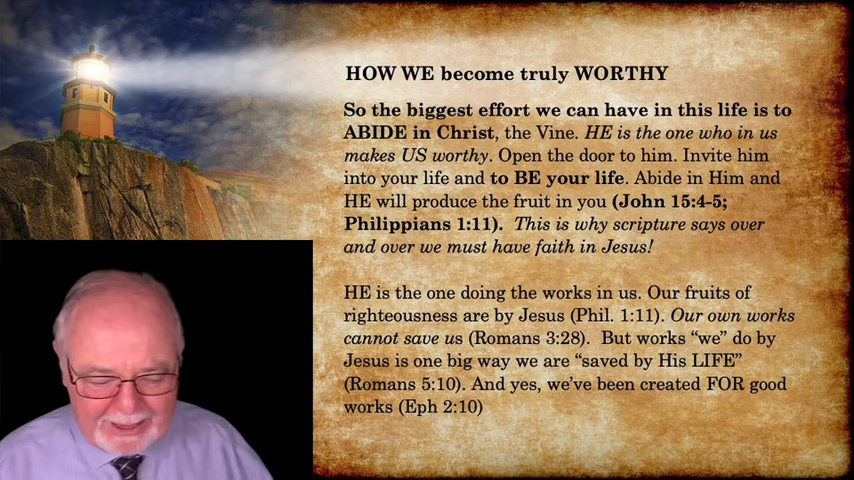 HOW WE become truly WORTHY
So the biggest effort we can have in this life is to
ABIDE in Christ, the Vine. HE is the one who in us
makes US worthy. Open the door to him. Invite him
into your life and to BE your life. Abide in Him and
HE will produce the fruit in you (John 15:4-5;
Philippians 1:11). This is why scripture says over
and over we must have faith in Jesus!
HE is the one doing the works in us. Our fruits of
righteousness are by Jesus (Phil. 1:11). Our own works
cannot save us (Romans 3:28). But works “we” do by
Jesus is one big way we are “saved by His LIFE”
(Romans 5:10). And yes, we’ve been created FOR good
works (Eph 2:10)